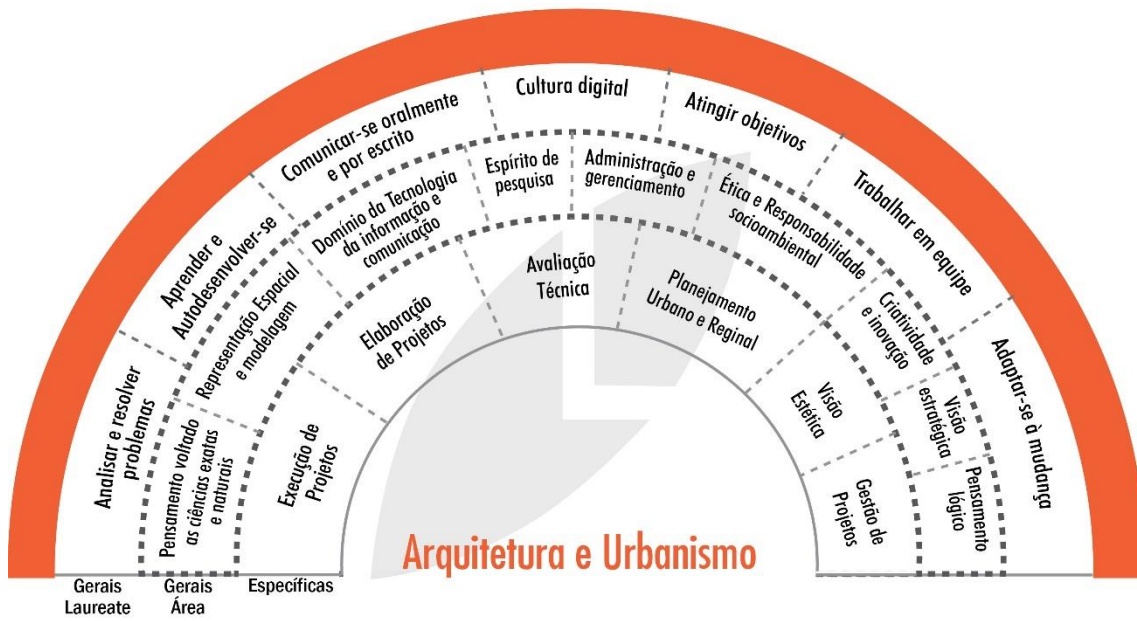 Analisar e resolver
problemas
Aprender e
Autodesenvolver-se
Comunicar-se oralmente
e por escrito
Cultura digital
Atingir objetivos
Trabalhar em equipe
Adaptar-se à mudança
Pensamento voltado
as ciências exatas
e naturais
Representação Espacial
e modelagem
Domínio da Tecnologia
da informação e
comunicação
Espírito de
pesquisa
Administração e
gerenciamento
Ética e Responsabilidade
socioambiental
Criatividade
e inovação
Visão
estratégica
Pensamento
lógico
Execução de
Projetos
Elaboração
de Projetos
Avaliação
Técnica
Planejamento
Urbano e Reginal
Visão
Estética
Gestão de
Projetos
Arquitetura e Urbanismo
Gerais
Laureate
Gerais
Área
Específicas